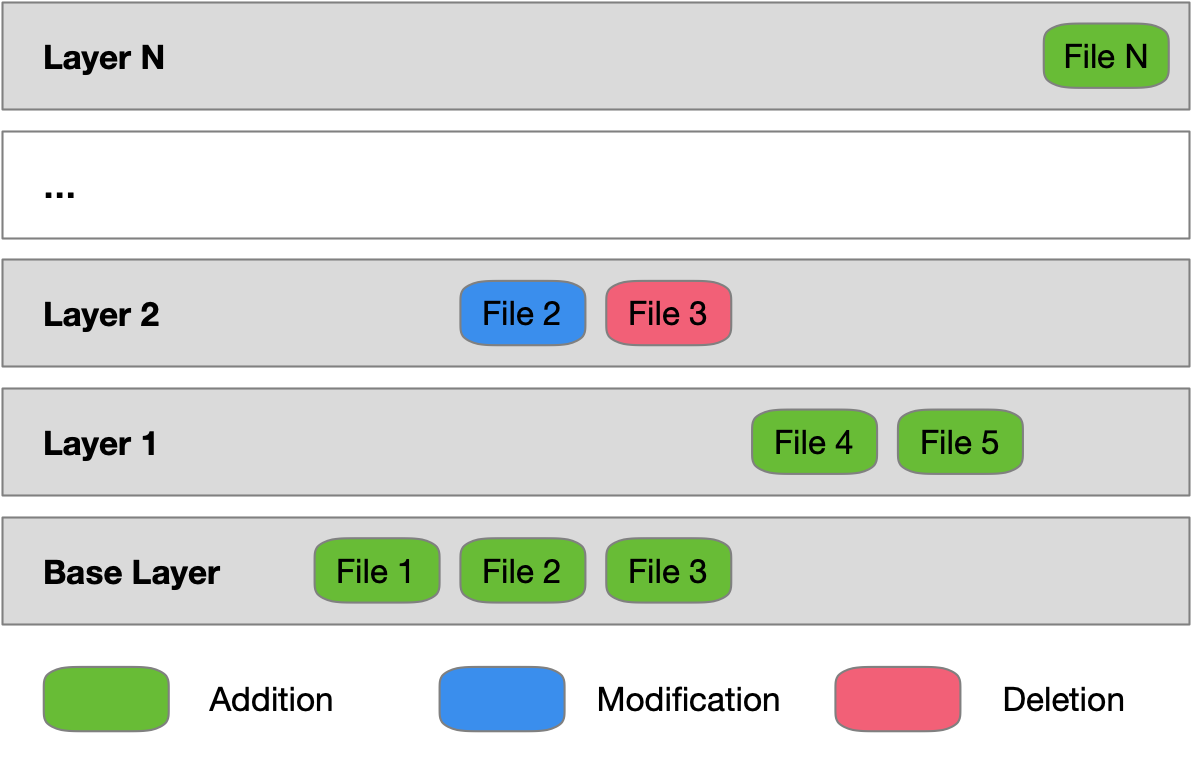 Layer N File N
...
Layer 2 File 2 File 3
Layer 1 File 4 File 5
Base Layer File 1 File 2 File 3
Addition Modification Deletion